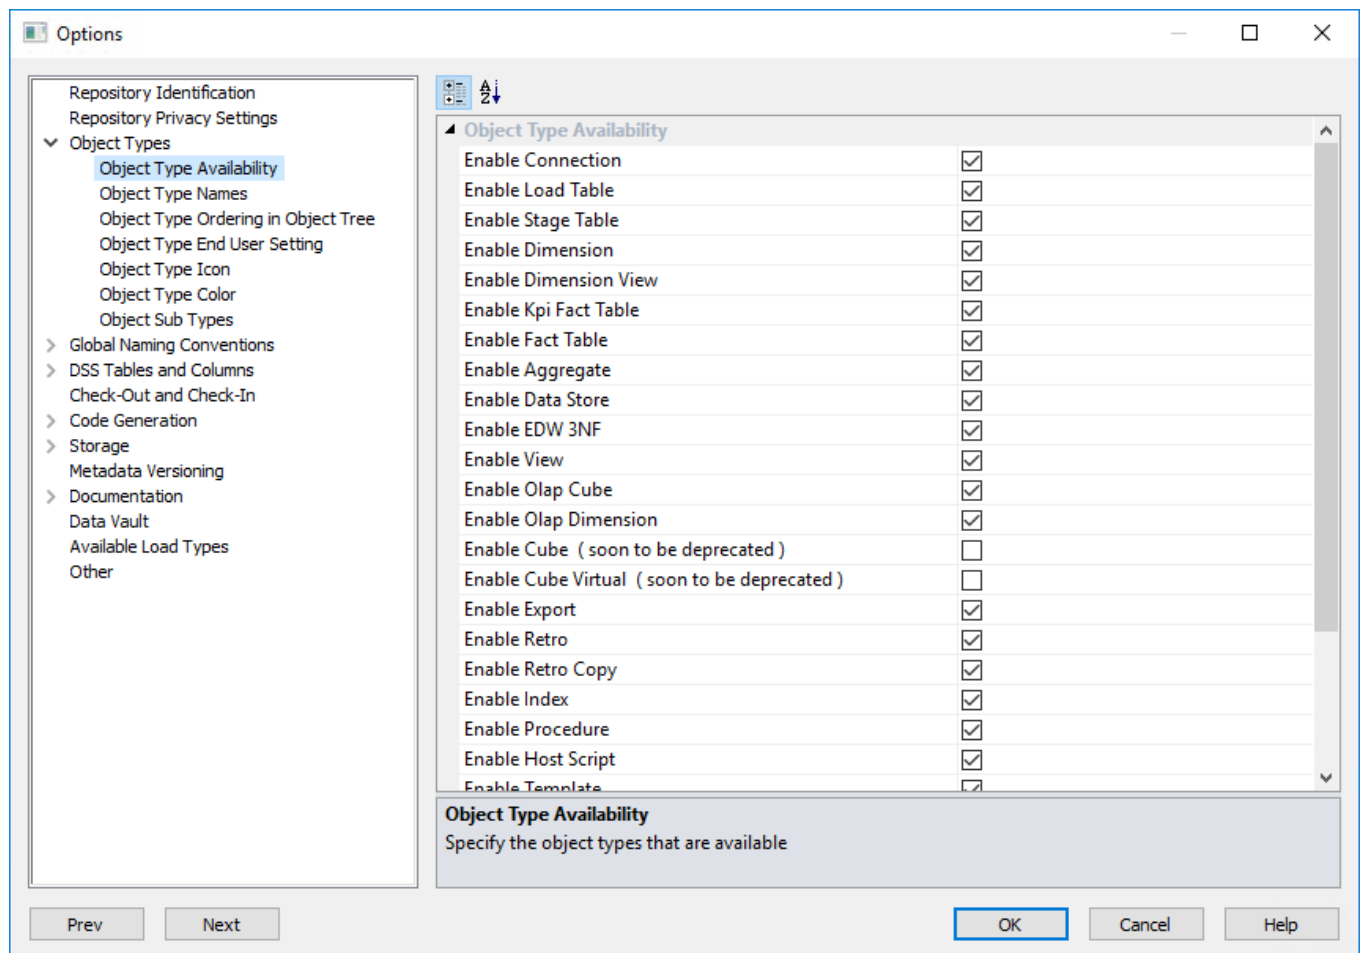 Options
Repository Identification
Repository Privacy Settings
Object Types
Object Type Availability
Object Type Names
Object Type Ordering in Object Tree
Object Type End User Setting
Object Type Icon
Object Type Color
Object Sub Types
Global Naming Conventions
DSS Tables and Columns
Check-Out and Check-In
Code Generation
Storage
Metadata Versioning
Documentation
Data Vault
Available Load Types
Other
Object Type Availability
Enable Connection
Enable Load Table
Enable Stage Table
Enable Dimension
Enable Dimension View
Enable Kpi Fact Table
Enable Fact Table
Enable Aggregate
Enable Data Store
Enable EDW 3NF
Enable View
Enable Olap Cube
Enable Olap Dimension
Enable Cube ( soon to be deprecated )
Enable Cube Virtual ( soon to be deprecated )
Enable Export
Enable Retro
Enable Retro Copy
Enable Index
Enable Procedure
Enable Host Script
Enable Template
Object Type Availability
Specify the object types that are available
Prev
Next
OK
Cancel
Help